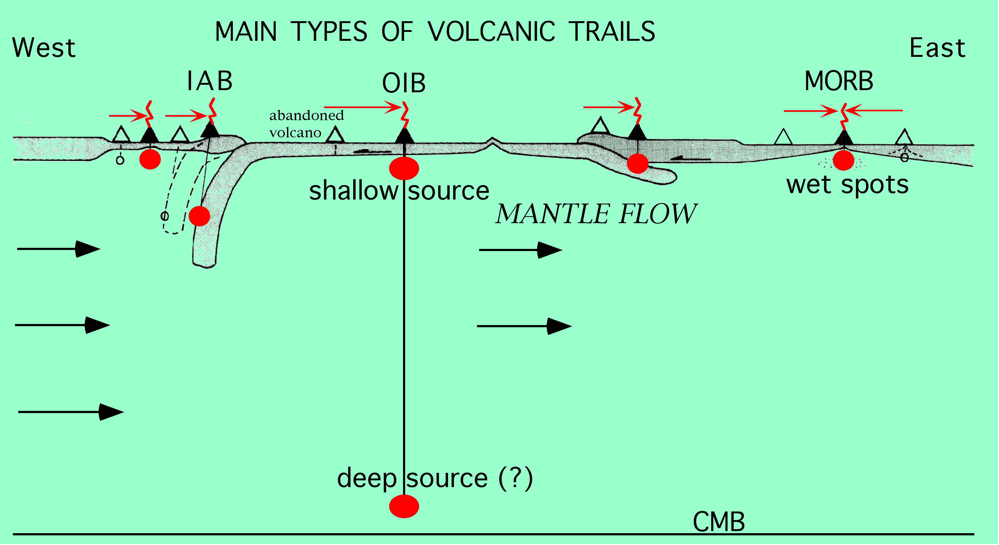 MAIN TYPES OF VOLCANIC TRAILS
West
East
IAB
OIB
MORB
abandoned
volcano
shallow source
wet spots
MANTLE FLOW
deep source (?)
CMB